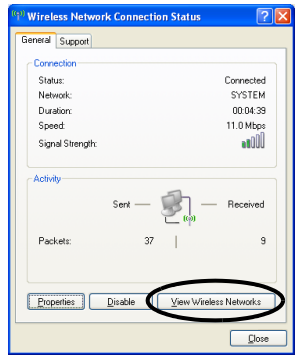 Wireless Network Connection Status
General Support
Connection
Status: Connected
Network: SYSTEM
Duration: 00:04:39
Speed: 11.0 Mbps
Signal Strength:
Activity
Sent Received
Packets: 37 9
Properties Disable View Wireless Networks
Close